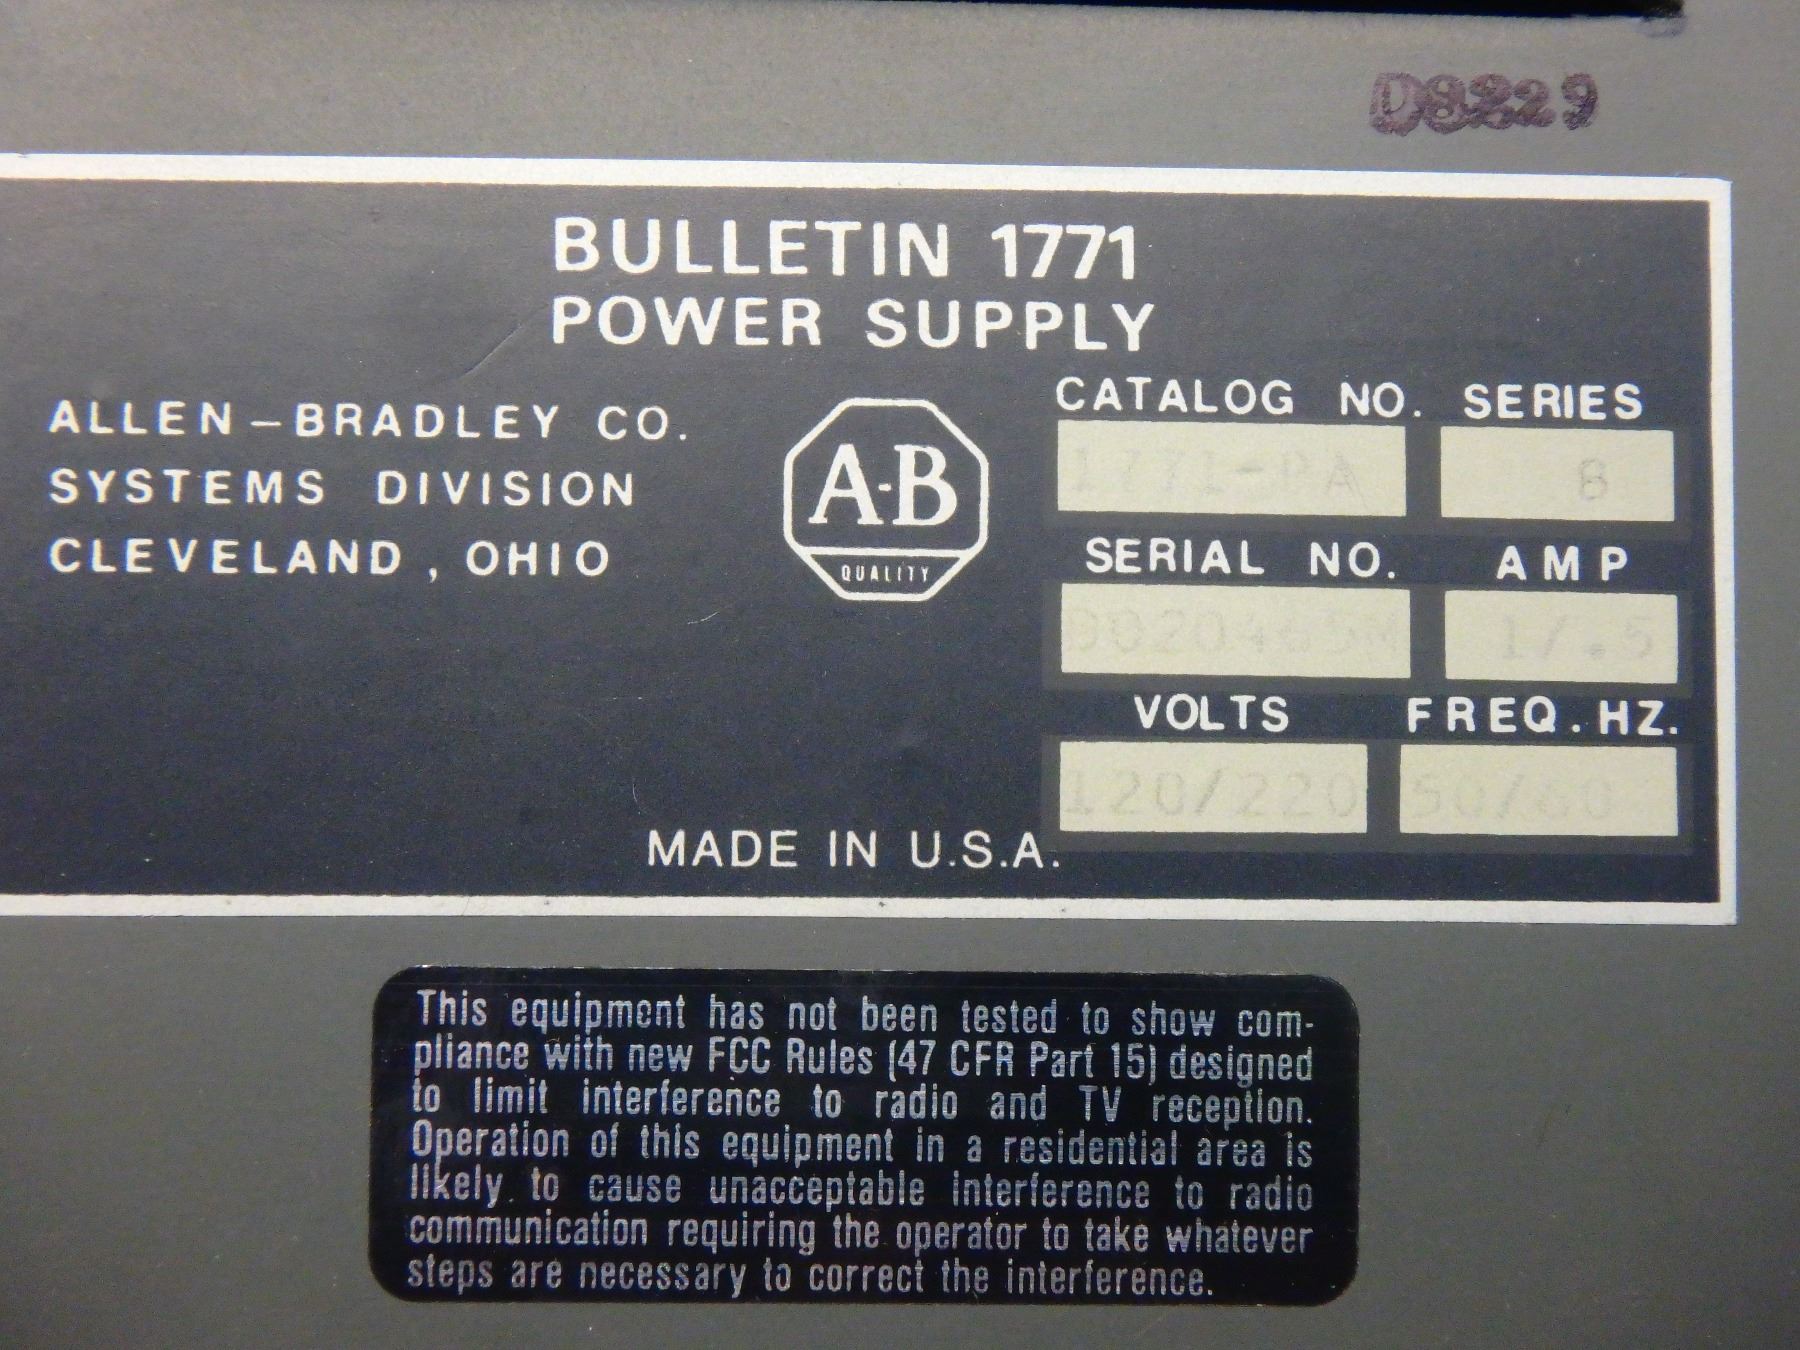 D8229
BULLETIN 1771
POWER SUPPLY
ALLEN-BRADLEY CO.
SYSTEMS DIVISION
CLEVELAND, OHIO
A-B
QUALITY
CATALOG NO. SERIES
1771-PA B
SERIAL NO. AMP
1/.5
VOLTS FREQ. HZ.
120/220 50/60
MADE IN U.S.A.
This equipment has not been tested to show com-
pliance with new FCC Rules (47 CFR Part 15) designed
to limit interference to radio and TV reception.
Operation of this equipment in a residential area is
likely to cause unacceptable interference to radio
communication requiring the operator to take whatever
steps are necessary to correct the interference.